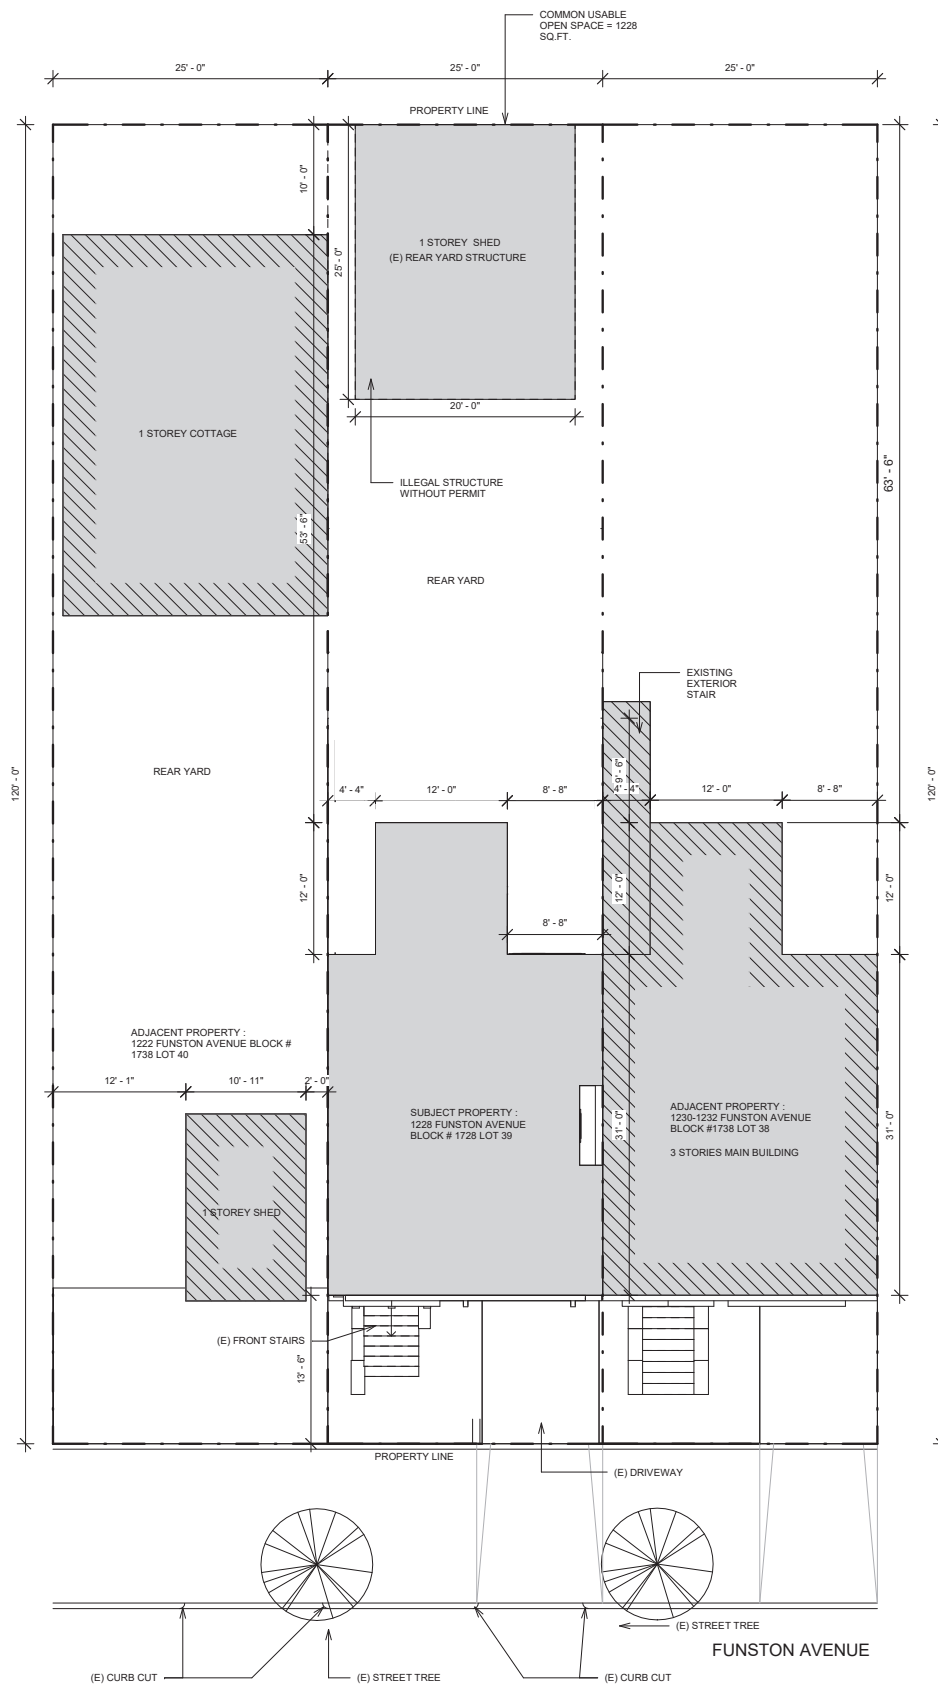 COMMON USABLE
OPEN SPACE = 1228
SQ.FT.
25' - 0"
25' - 0"
25' - 0"
PROPERTY LINE
10' - 0"
1 STOREY SHED
(E) REAR YARD STRUCTURE
25' - 0"
20' - 0"
1 STOREY COTTAGE
63' - 6"
ILLEGAL STRUCTURE
WITHOUT PERMIT
53' - 6"
REAR YARD
EXISTING
EXTERIOR
STAIR
REAR YARD
120' - 0"
120' - 0"
9' - 6"
4' - 4"
12' - 0"
8' - 8"
4' - 4"
12' - 0"
8' - 8"
12' - 0"
12' - 0"
12' - 0"
8' - 8"
ADJACENT PROPERTY :
1222 FUNSTON AVENUE BLOCK #
1738 LOT 40
12' - 1"
10' - 11"
2' - 0"
SUBJECT PROPERTY :
1228 FUNSTON AVENUE
BLOCK # 1728 LOT 39
31' - 0"
ADJACENT PROPERTY :
1230-1232 FUNSTON AVENUE
BLOCK #1738 LOT 38
3 STORIES MAIN BUILDING
31' - 0"
1 STOREY SHED
(E) FRONT STAIRS
13' - 6"
PROPERTY LINE
(E) DRIVEWAY
(E) STREET TREE
FUNSTON AVENUE
(E) CURB CUT
(E) STREET TREE
(E) CURB CUT